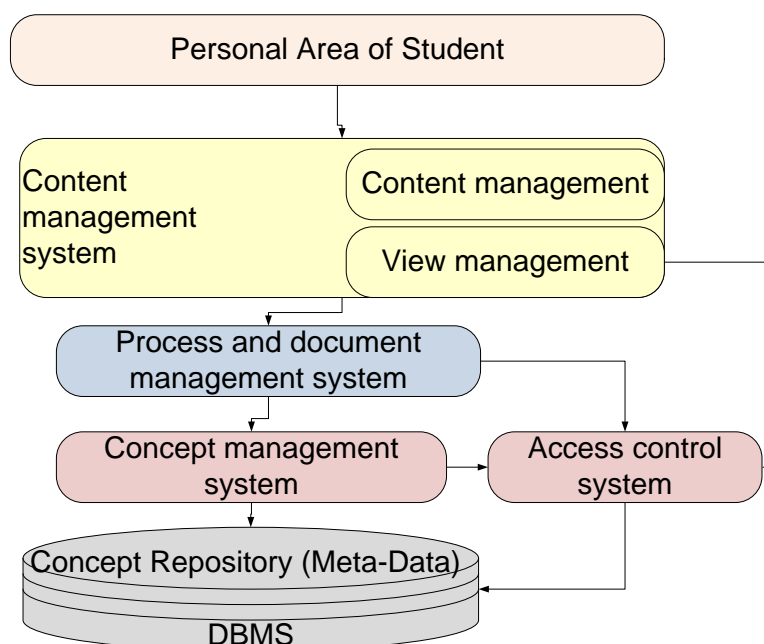 Personal Area of Student
Content
management
system
Content management
View management
Process and document
management system
Concept management
system
Access control
system
Concept Repository (Meta-Data)
DBMS